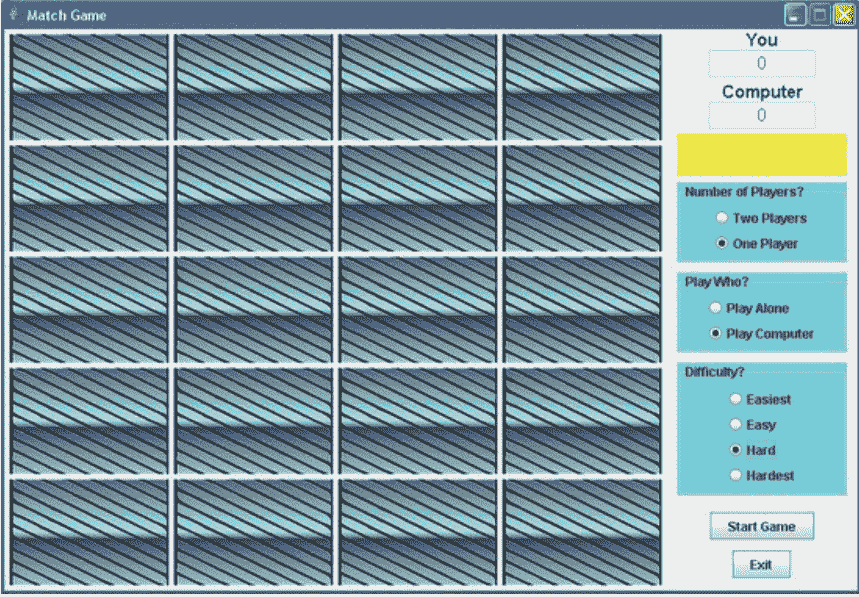 Match Game
You
0
Computer
0
Number of Players?
Two Players
One Player
Play Who?
Play Alone
Play Computer
Difficulty?
Easiest
Easy
Hard
Hardest
Start Game
Exit